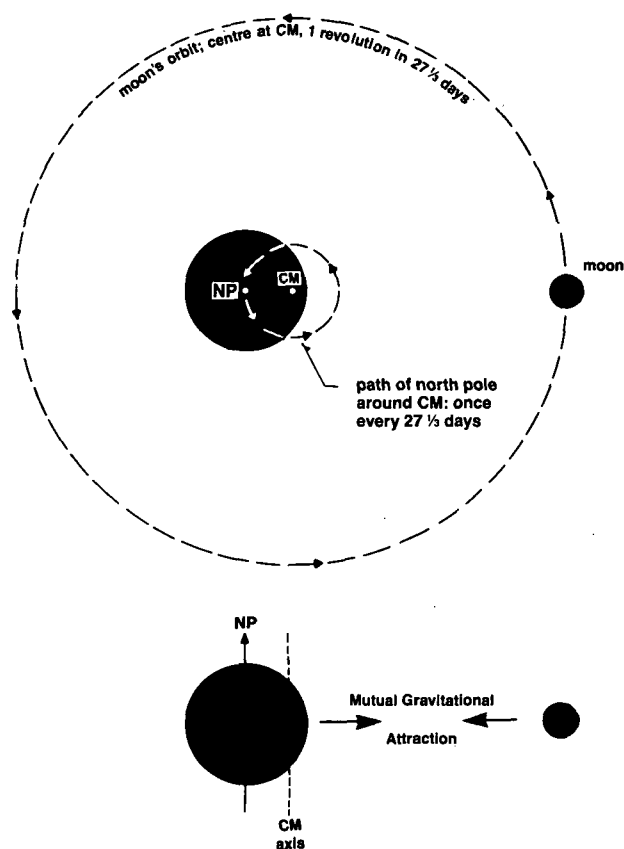 moon's orbit; centre at CM, 1 revolution in 27 ⅓ days
moon
NP
CM
path of north pole
around CM: once
every 27 ⅓ days
NP
Mutual Gravitational
Attraction
CM
axis